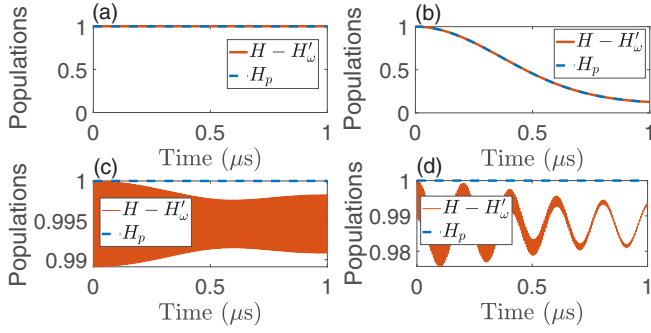 (a)
Populations
1
0.5
0
H − H′ω
Hp
0
0.5
1
Time (μs)
(b)
Populations
1
0.5
0
H − H′ω
Hp
0
0.5
1
Time (μs)
(c)
Populations
1
0.995
0.99
H − H′ω
Hp
0
0.5
1
Time (μs)
(d)
Populations
1
0.99
0.98
H − H′ω
Hp
0
0.5
1
Time (μs)